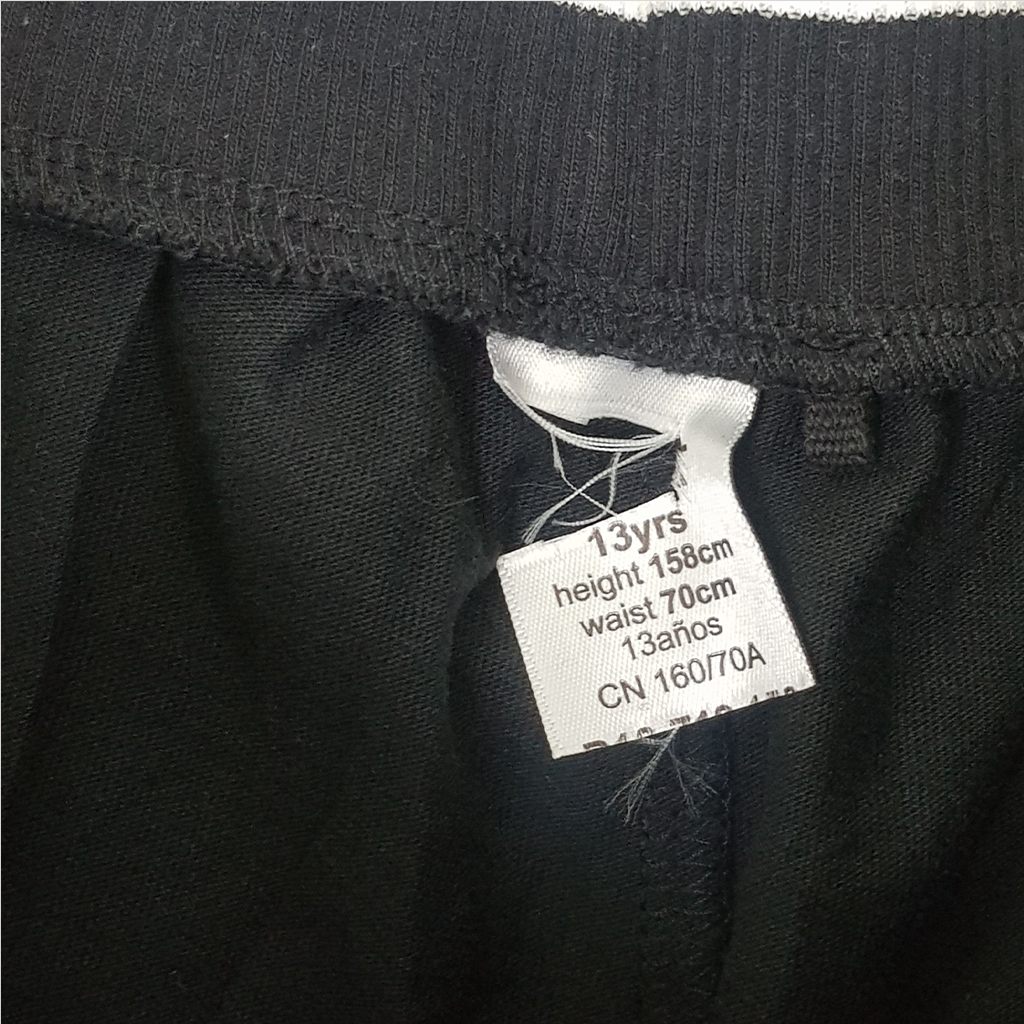 13yrs
height 158cm
waist 70cm
13años
CN 160/70A